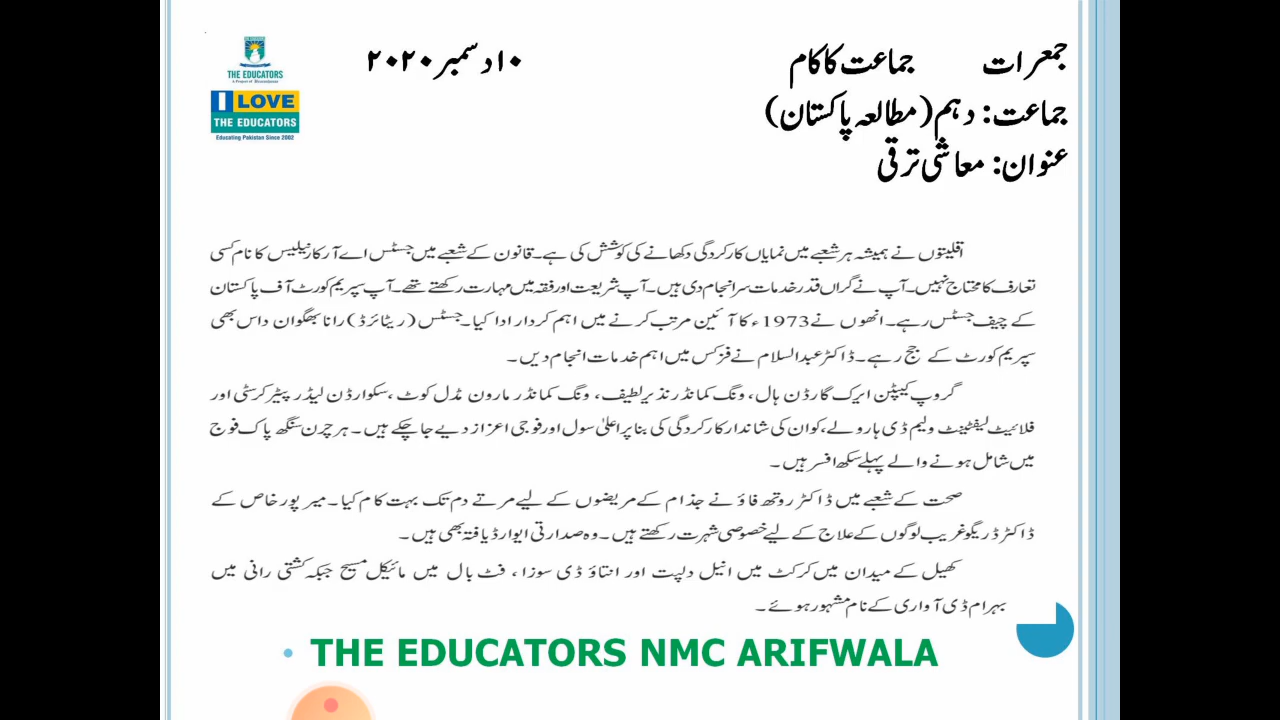 جمعرات جماعت کا کام ۱۰ دسمبر ۲۰۲۰
جماعت: دہم (مطالعہ پاکستان)
عنوان: معاشی ترقی
THE EDUCATORS
A Project of Beaconhouse
I LOVE
THE EDUCATORS
Educating Pakistan Since 2002
اقلیتوں نے ہمیشہ ہر شعبے میں نمایاں کارکردگی دکھانے کی کوشش کی ہے۔ قانون کے شعبے میں جسٹس اے آر کارنیلیس کا نام کسی
تعارف کا محتاج نہیں۔ آپ نے گراں قدر خدمات سرانجام دی ہیں۔ آپ شریعت اور فقہ میں مہارت رکھتے تھے۔ آپ سپریم کورٹ آف پاکستان
کے چیف جسٹس رہے۔ انھوں نے 1973ء کا آئین مرتب کرنے میں اہم کردار ادا کیا۔ جسٹس (ریٹائرڈ) رانا بھگوان داس بھی
سپریم کورٹ کے جج رہے۔ ڈاکٹر عبدالسلام نے فزکس میں اہم خدمات انجام دیں۔
گروپ کیپٹن ایرک گارڈن ہال، ونگ کمانڈر نذیر لطیف، ونگ کمانڈر مارون مڈل کوٹ، سکوارڈن لیڈر پیٹر کرسٹی اور
فلائیٹ لیفٹیننٹ ولیم ڈی ہارولے، کو ان کی شاندار کارکردگی کی بنا پر اعلیٰ سول اور فوجی اعزاز دیے جا چکے ہیں۔ ہرچرن سنگھ پاک فوج
میں شامل ہونے والے پہلے سکھ افسر ہیں۔
صحت کے شعبے میں ڈاکٹر روتھ فاؤ نے جذام کے مریضوں کے لیے مرتے دم تک بہت کام کیا۔ میر پور خاص کے
ڈاکٹر ڈریگو غریب لوگوں کے علاج کے لیے خصوصی شہرت رکھتے ہیں۔ وہ صدارتی ایوارڈ یافتہ بھی ہیں۔
کھیل کے میدان میں کرکٹ میں انیل دلپت اور انتاؤ ڈی سوزا، فٹ بال میں مائیکل مسیح جبکہ کشتی رانی میں
بہرام ڈی آواری کے نام مشہور ہوئے۔
• THE EDUCATORS NMC ARIFWALA